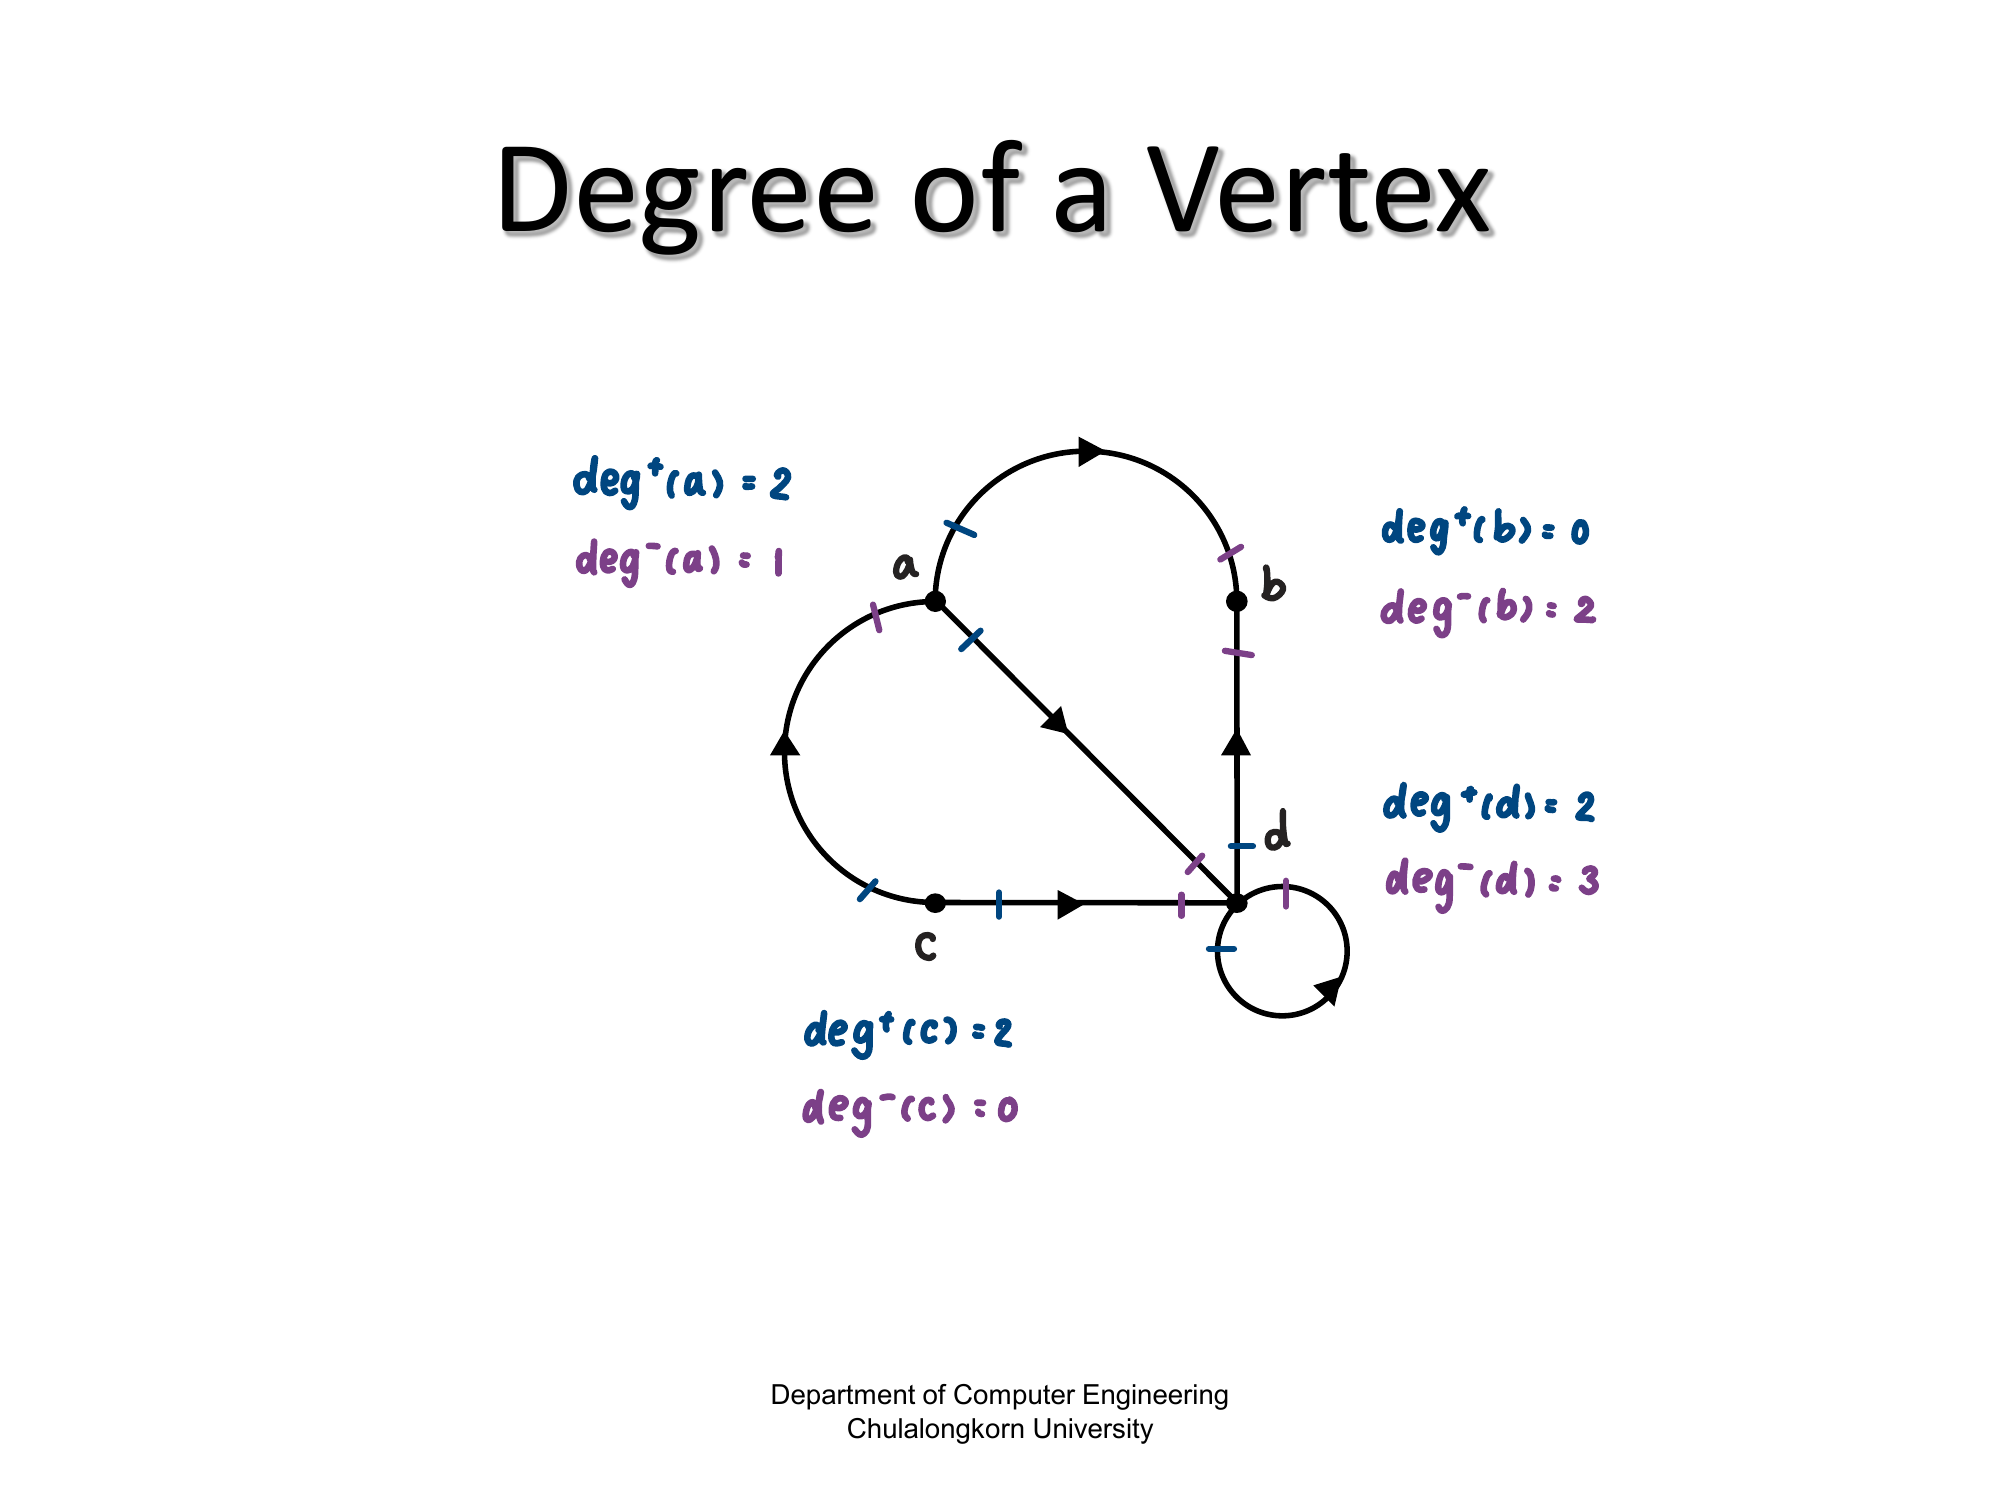 Degree of a Vertex
deg⁺(a) = 2
deg⁻(a) = 1
a
b
deg⁺(b) = 0
deg⁻(b) = 2
d
deg⁺(d) = 2
deg⁻(d) = 3
c
deg⁺(c) = 2
deg⁻(c) = 0
Department of Computer Engineering
Chulalongkorn University